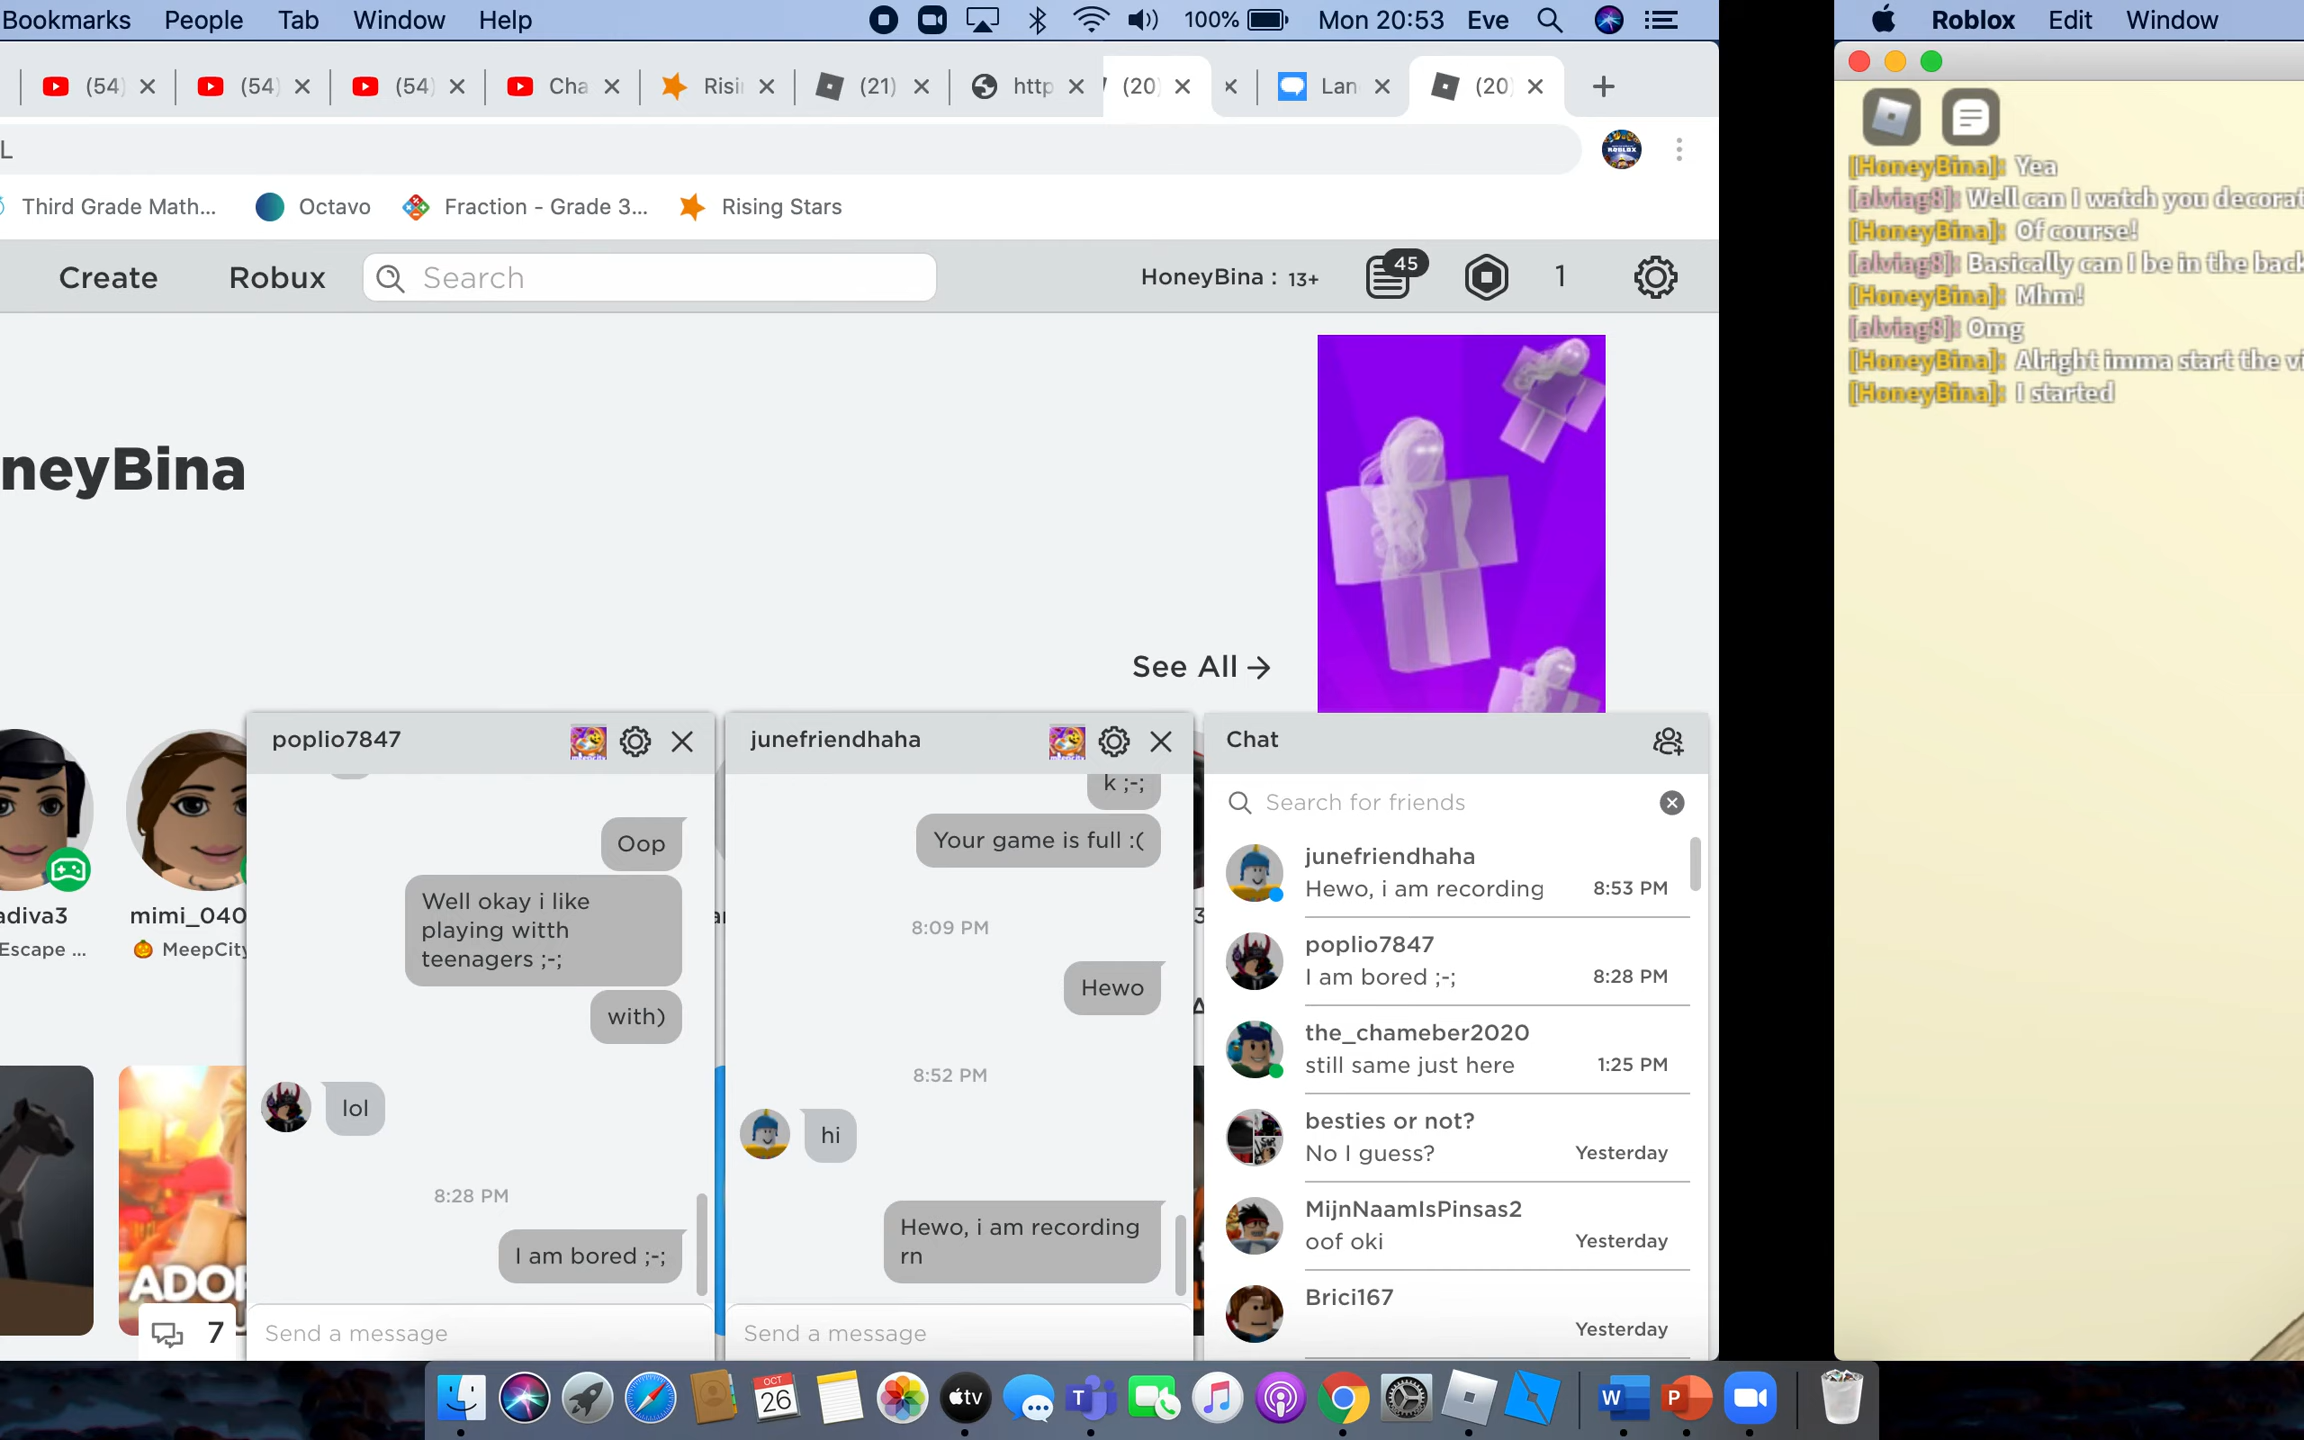 Bookmarks People Tab Window Help 100% Mon 20:53 Eve
Roblox Edit Window
(54) (54) (54) Cha Risi (21) http (20) Lan (20)
L
Third Grade Math... Octavo Fraction - Grade 3... Rising Stars
Create Robux Search HoneyBina : 13+ 45 1
[HoneyBina]: Yea
[alviag8]: Well can I watch you decorat
[HoneyBina]: Of course!
[alviag8]: Basically can I be in the back
[HoneyBina]: Mhm!
[alviag8]: Omg
[HoneyBina]: Alright imma start the vi
[HoneyBina]: I started
neyBina
See All →
adiva3
Escape ...
mimi_040
MeepCity
ADOP
7
poplio7847
Oop
Well okay i like
playing witth
teenagers ;-;
with)
lol
8:28 PM
I am bored ;-;
Send a message
junefriendhaha
k ;-;
Your game is full :(
8:09 PM
Hewo
8:52 PM
hi
Hewo, i am recording
rn
Send a message
Chat
Search for friends
junefriendhaha
Hewo, i am recording 8:53 PM
poplio7847
I am bored ;-; 8:28 PM
the_chameber2020
still same just here 1:25 PM
besties or not?
No I guess? Yesterday
MijnNaamIsPinsas2
oof oki Yesterday
Brici167
Yesterday
OCT
26
tv
T
W
P